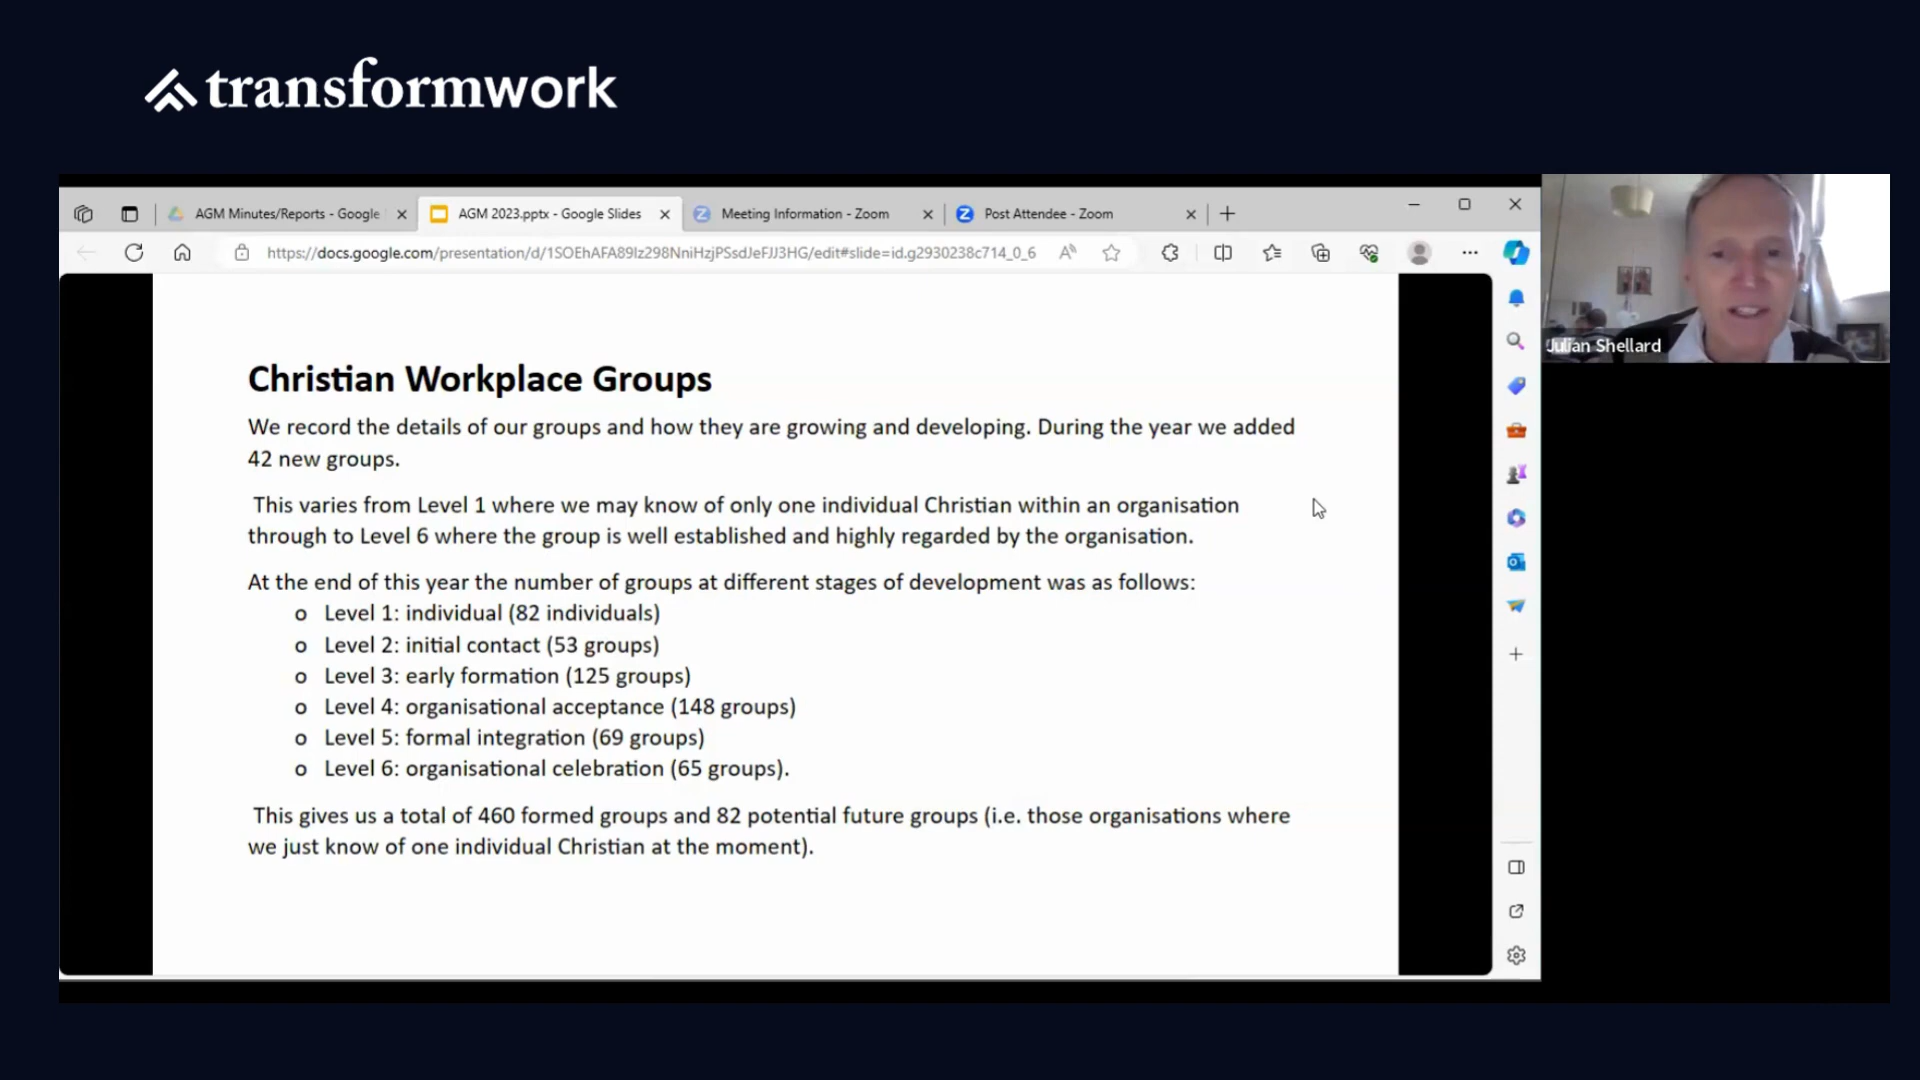 transformwork
AGM Minutes/Reports - Google
AGM 2023.pptx - Google Slides
Meeting Information - Zoom
Post Attendee - Zoom
https://docs.google.com/presentation/d/1SOEhAFA89lz298NniHzjPSsdJeFJJ3HG/edit#slide=id.g2930238c714_0_6
Julian Shellard
Christian Workplace Groups
We record the details of our groups and how they are growing and developing. During the year we added
42 new groups.
This varies from Level 1 where we may know of only one individual Christian within an organisation
through to Level 6 where the group is well established and highly regarded by the organisation.
At the end of this year the number of groups at different stages of development was as follows:
o Level 1: individual (82 individuals)
o Level 2: initial contact (53 groups)
o Level 3: early formation (125 groups)
o Level 4: organisational acceptance (148 groups)
o Level 5: formal integration (69 groups)
o Level 6: organisational celebration (65 groups).
This gives us a total of 460 formed groups and 82 potential future groups (i.e. those organisations where
we just know of one individual Christian at the moment).